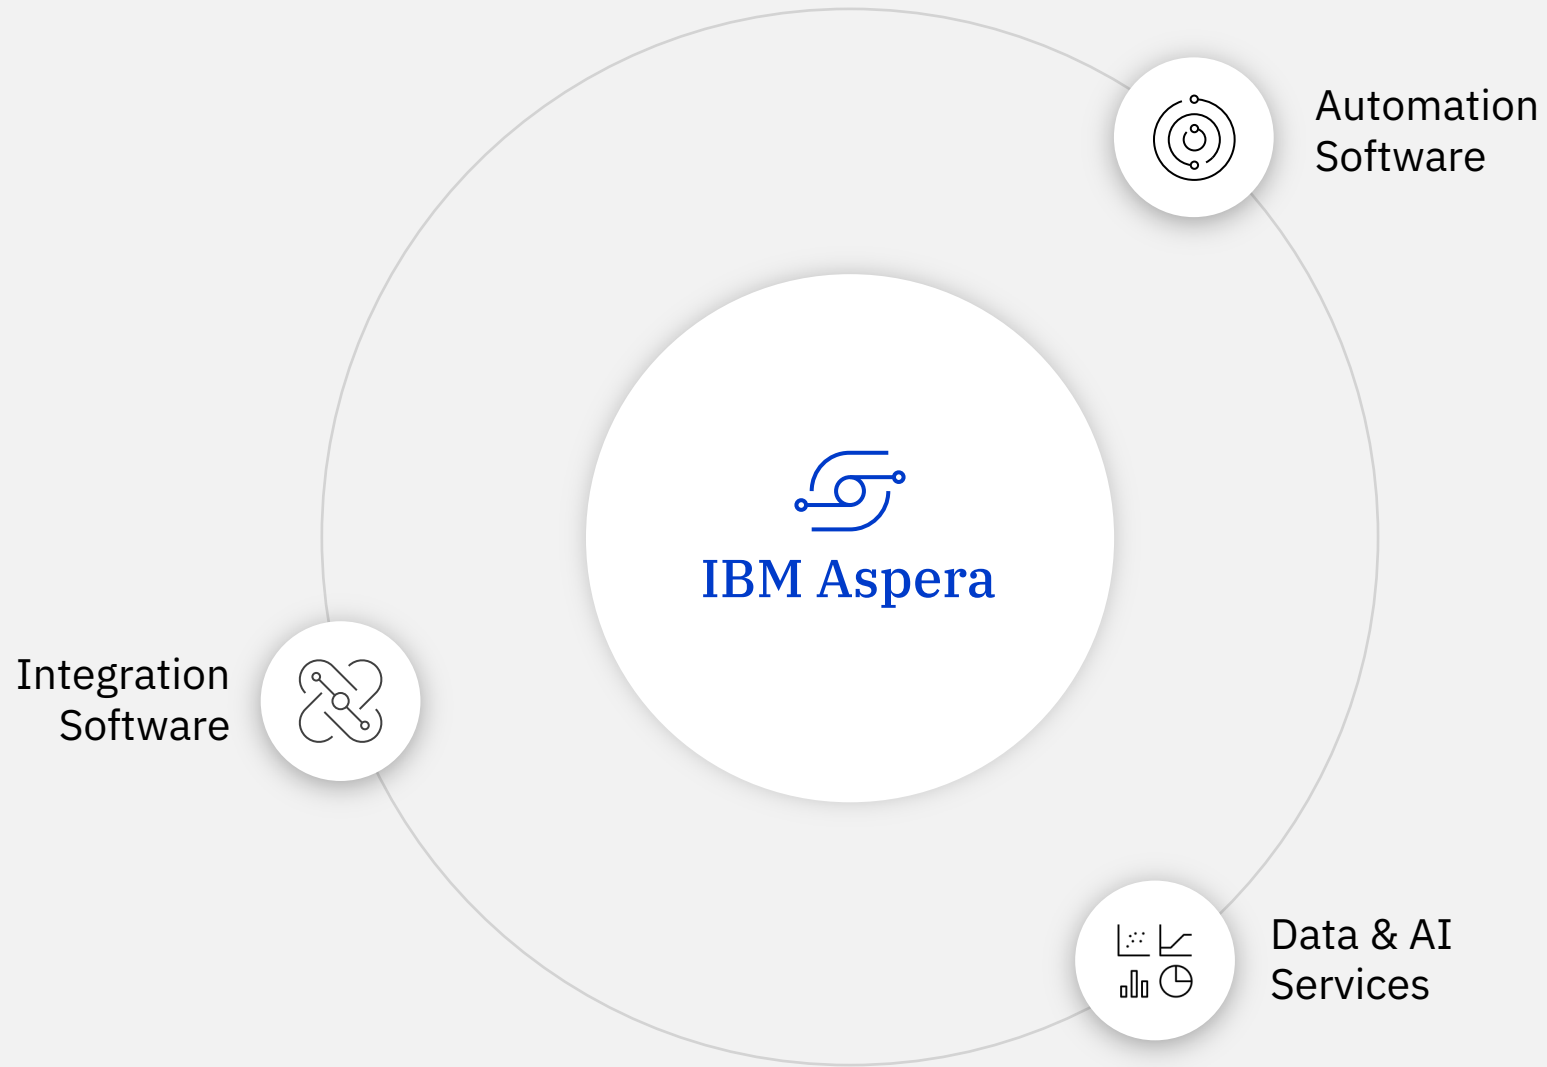 Automation
Software
IBM Aspera
Integration
Software
Data & AI
Services